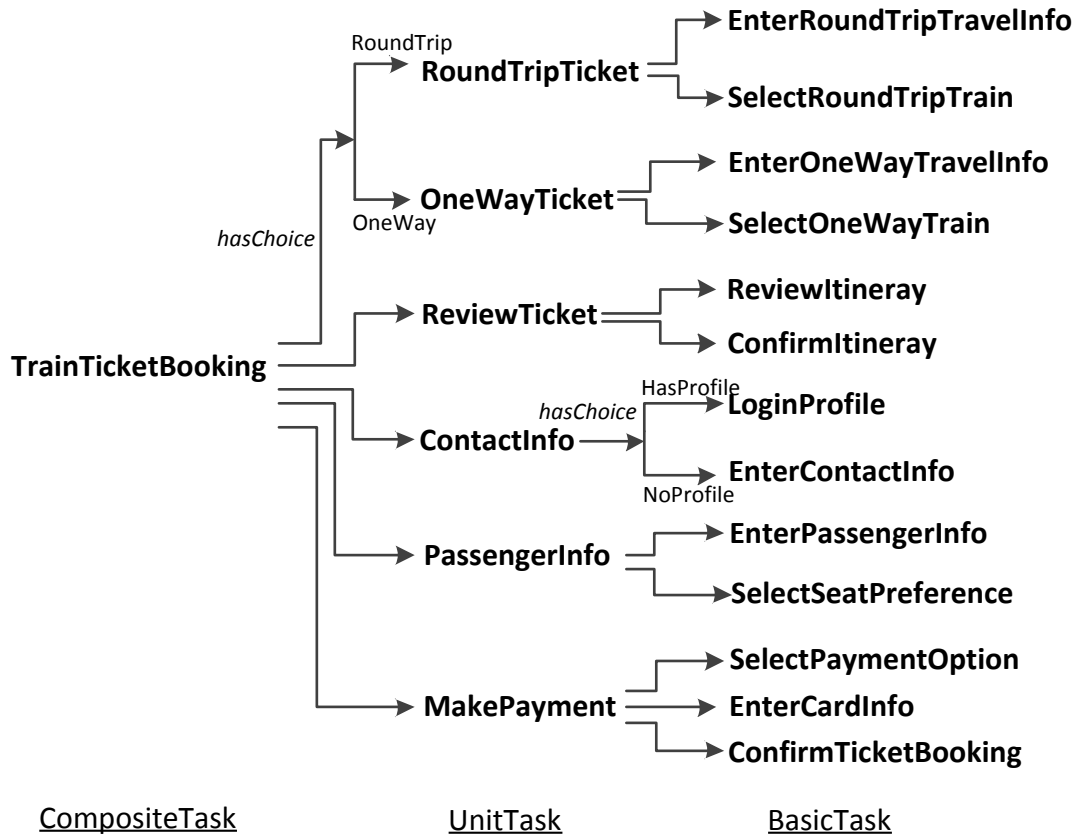 EnterRoundTripTravelInfo
RoundTrip
RoundTripTicket
SelectRoundTripTrain
EnterOneWayTravelInfo
OneWayTicket
OneWay
SelectOneWayTrain
hasChoice
ReviewItineray
ReviewTicket
ConfirmItineray
TrainTicketBooking
HasProfile
LoginProfile
hasChoice
ContactInfo
EnterContactInfo
NoProfile
EnterPassengerInfo
PassengerInfo
SelectSeatPreference
SelectPaymentOption
MakePayment
EnterCardInfo
ConfirmTicketBooking
CompositeTask
UnitTask
BasicTask